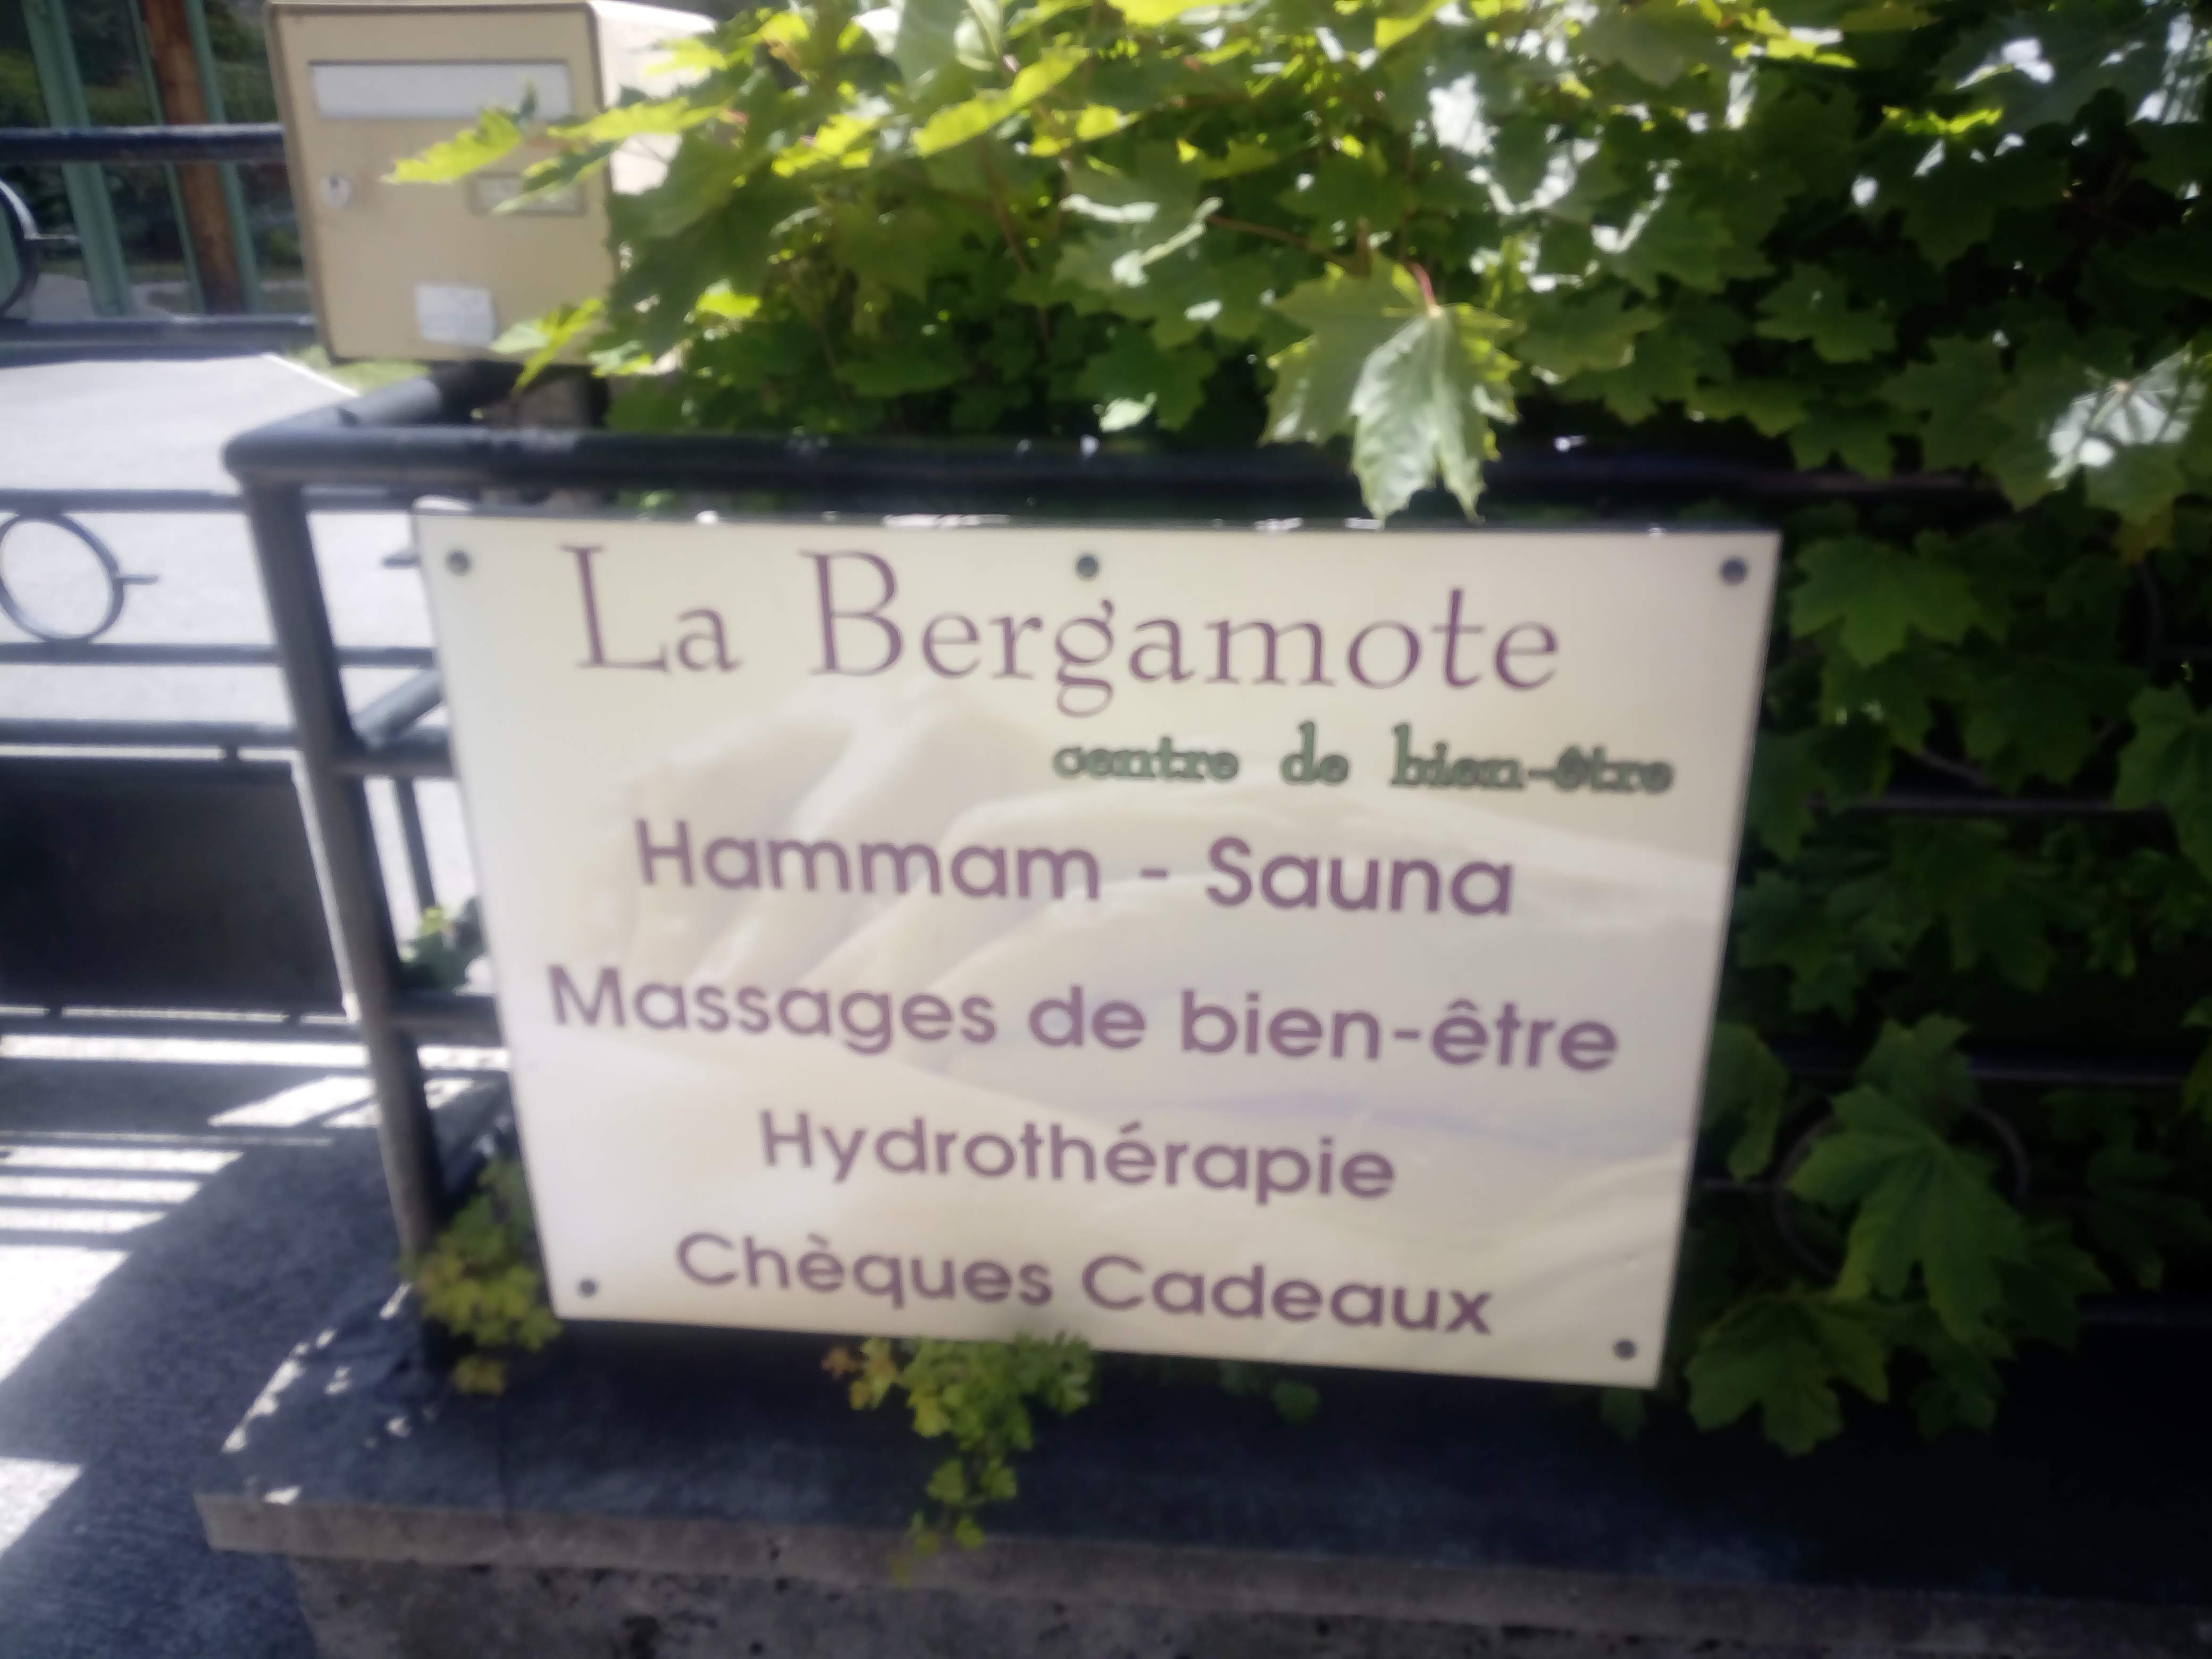 La Bergamote
centre de bien-être
Hammam - Sauna
Massages de bien-être
Hydrothérapie
Chèques Cadeaux